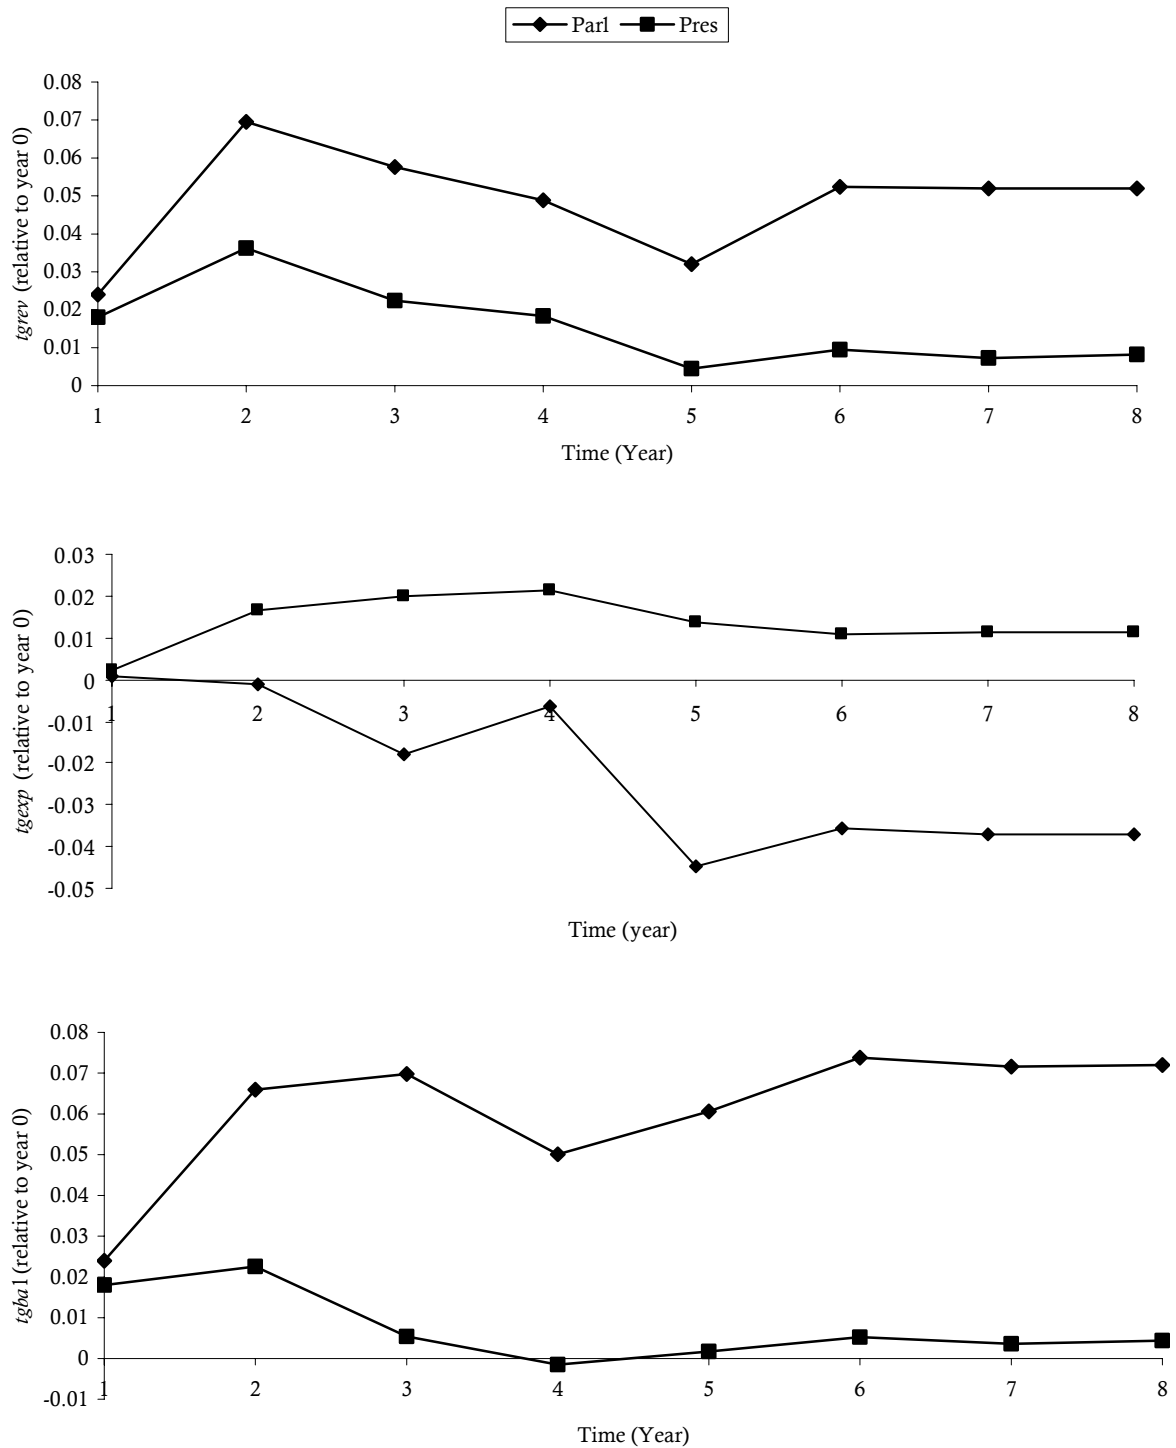 Parl Pres
0.08
0.07
0.06
0.05
0.04
0.03
0.02
0.01
0
tgrev (relative to year 0)
1 2 3 4 5 6 7 8
Time (Year)
0.03
0.02
0.01
0
-0.01
-0.02
-0.03
-0.04
-0.05
tgexp (relative to year 0)
1 2 3 4 5 6 7 8
Time (year)
0.08
0.07
0.06
0.05
0.04
0.03
0.02
0.01
0
-0.01
tgba1 (relative to year 0)
1 2 3 4 5 6 7 8
Time (Year)